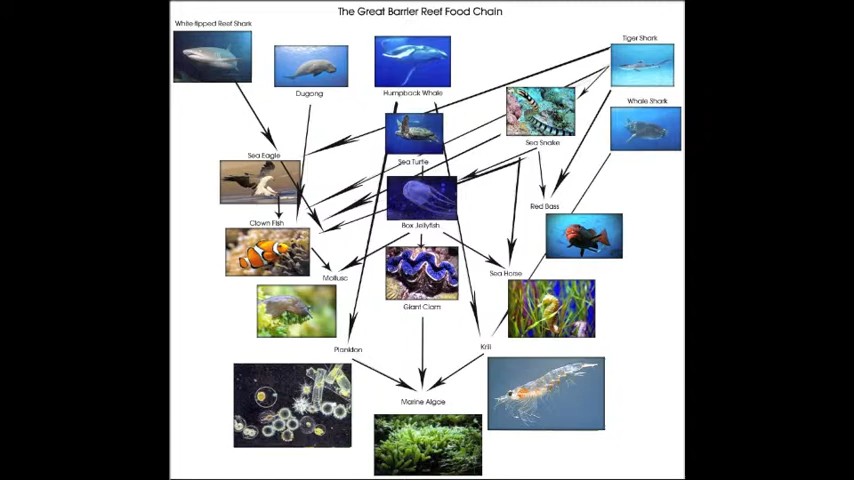 The Great Barrier Reef Food Chain
White-tipped Reef Shark
Tiger Shark
Dugong
Humpback Whale
Whale Shark
Sea Snake
Sea Eagle
Sea Turtle
Red Bass
Clown Fish
Box Jellyfish
Mollusc
Sea Horse
Giant Clam
Plankton
Krill
Marine Algae